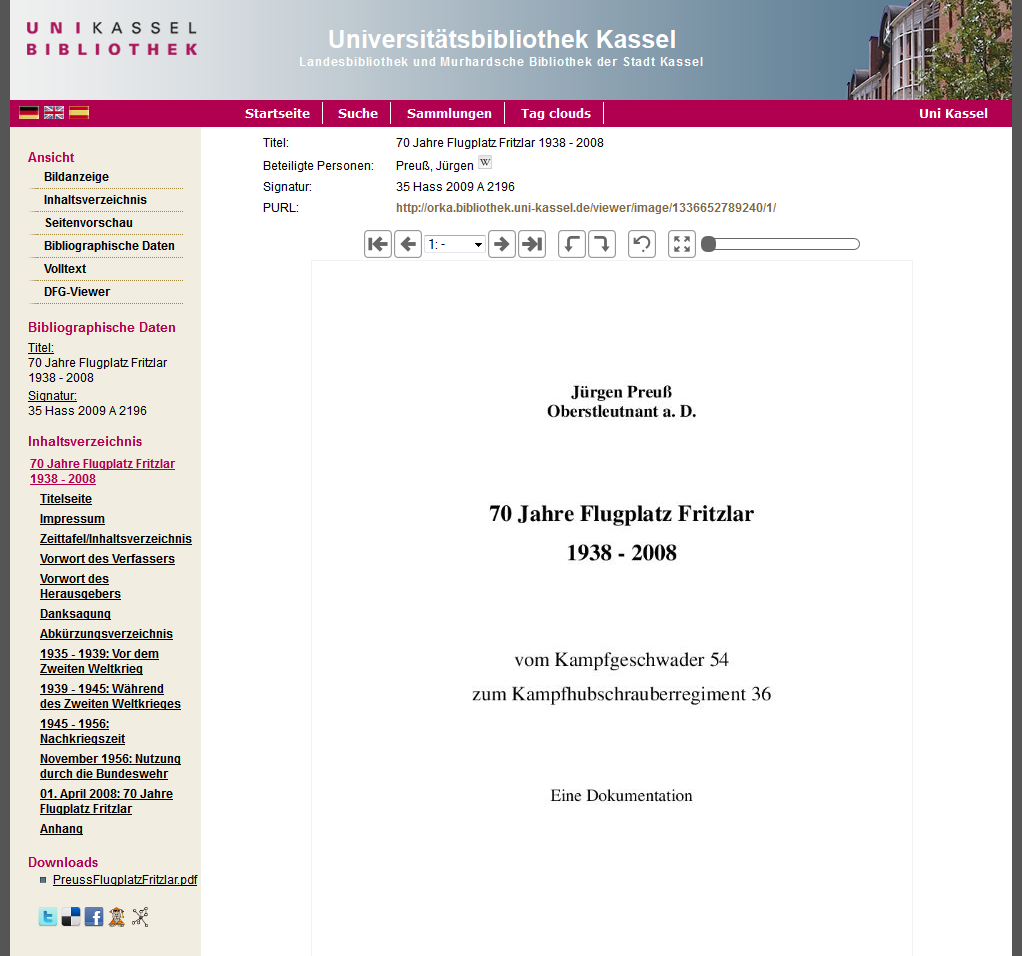 UNIKASSEL
BIBLIOTHEK
Universitätsbibliothek Kassel
Landesbibliothek und Murhardsche Bibliothek der Stadt Kassel
Startseite
Suche
Sammlungen
Tag clouds
Uni Kassel
Ansicht
Bildanzeige
Inhaltsverzeichnis
Seitenvorschau
Bibliographische Daten
Volltext
DFG-Viewer
Bibliographische Daten
Titel:
70 Jahre Flugplatz Fritzlar
1938 - 2008
Signatur:
35 Hass 2009 A 2196
Inhaltsverzeichnis
70 Jahre Flugplatz Fritzlar
1938 - 2008
Titelseite
Impressum
Zeittafel/Inhaltsverzeichnis
Vorwort des Verfassers
Vorwort des
Herausgebers
Danksagung
Abkürzungsverzeichnis
1935 - 1939: Vor dem
Zweiten Weltkrieg
1939 - 1945: Während
des Zweiten Weltkrieges
1945 - 1956:
Nachkriegszeit
November 1956: Nutzung
durch die Bundeswehr
01. April 2008: 70 Jahre
Flugplatz Fritzlar
Anhang
Downloads
PreussFlugplatzFritzlar.pdf
Titel: 70 Jahre Flugplatz Fritzlar 1938 - 2008
Beteiligte Personen: Preuß, Jürgen W
Signatur: 35 Hass 2009 A 2196
PURL: http://orka.bibliothek.uni-kassel.de/viewer/image/1336652789240/1/
1: -
Jürgen Preuß
Oberstleutnant a. D.
70 Jahre Flugplatz Fritzlar
1938 - 2008
vom Kampfgeschwader 54
zum Kampfhubschrauberregiment 36
Eine Dokumentation